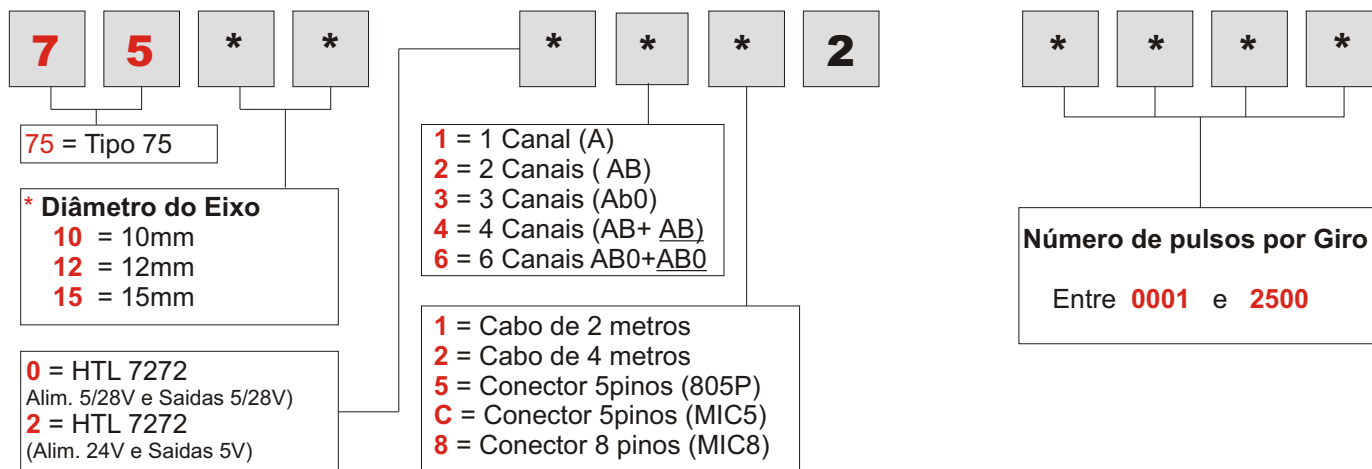 7 5 * * * * * 2 * * * *
75 = Tipo 75
* Diâmetro do Eixo
10 = 10mm
12 = 12mm
15 = 15mm
0 = HTL 7272
Alim. 5/28V e Saidas 5/28V)
2 = HTL 7272
(Alim. 24V e Saidas 5V)
1 = 1 Canal (A)
2 = 2 Canais ( AB)
3 = 3 Canais (Ab0)
4 = 4 Canais (AB+ AB)
6 = 6 Canais AB0+AB0
1 = Cabo de 2 metros
2 = Cabo de 4 metros
5 = Conector 5pinos (805P)
C = Conector 5pinos (MIC5)
8 = Conector 8 pinos (MIC8)
Número de pulsos por Giro
Entre 0001 e 2500